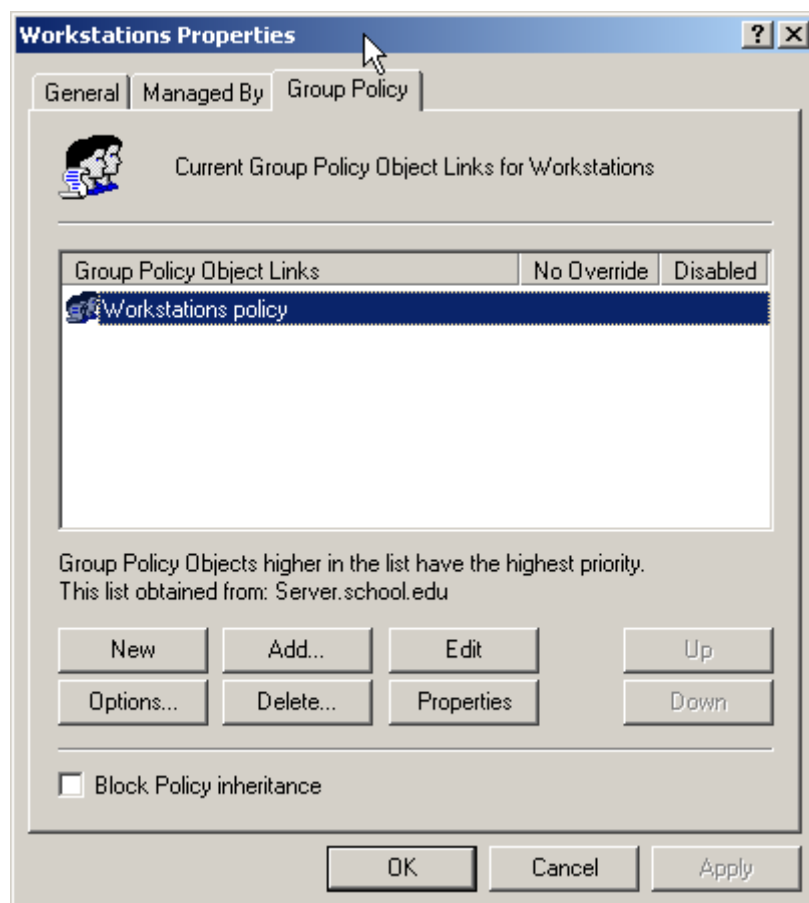 Workstations Properties
General Managed By Group Policy
Current Group Policy Object Links for Workstations
Group Policy Object Links No Override Disabled
Workstations policy
Group Policy Objects higher in the list have the highest priority.
This list obtained from: Server.school.edu
New Add... Edit Up
Options... Delete... Properties Down
Block Policy inheritance
OK Cancel Apply